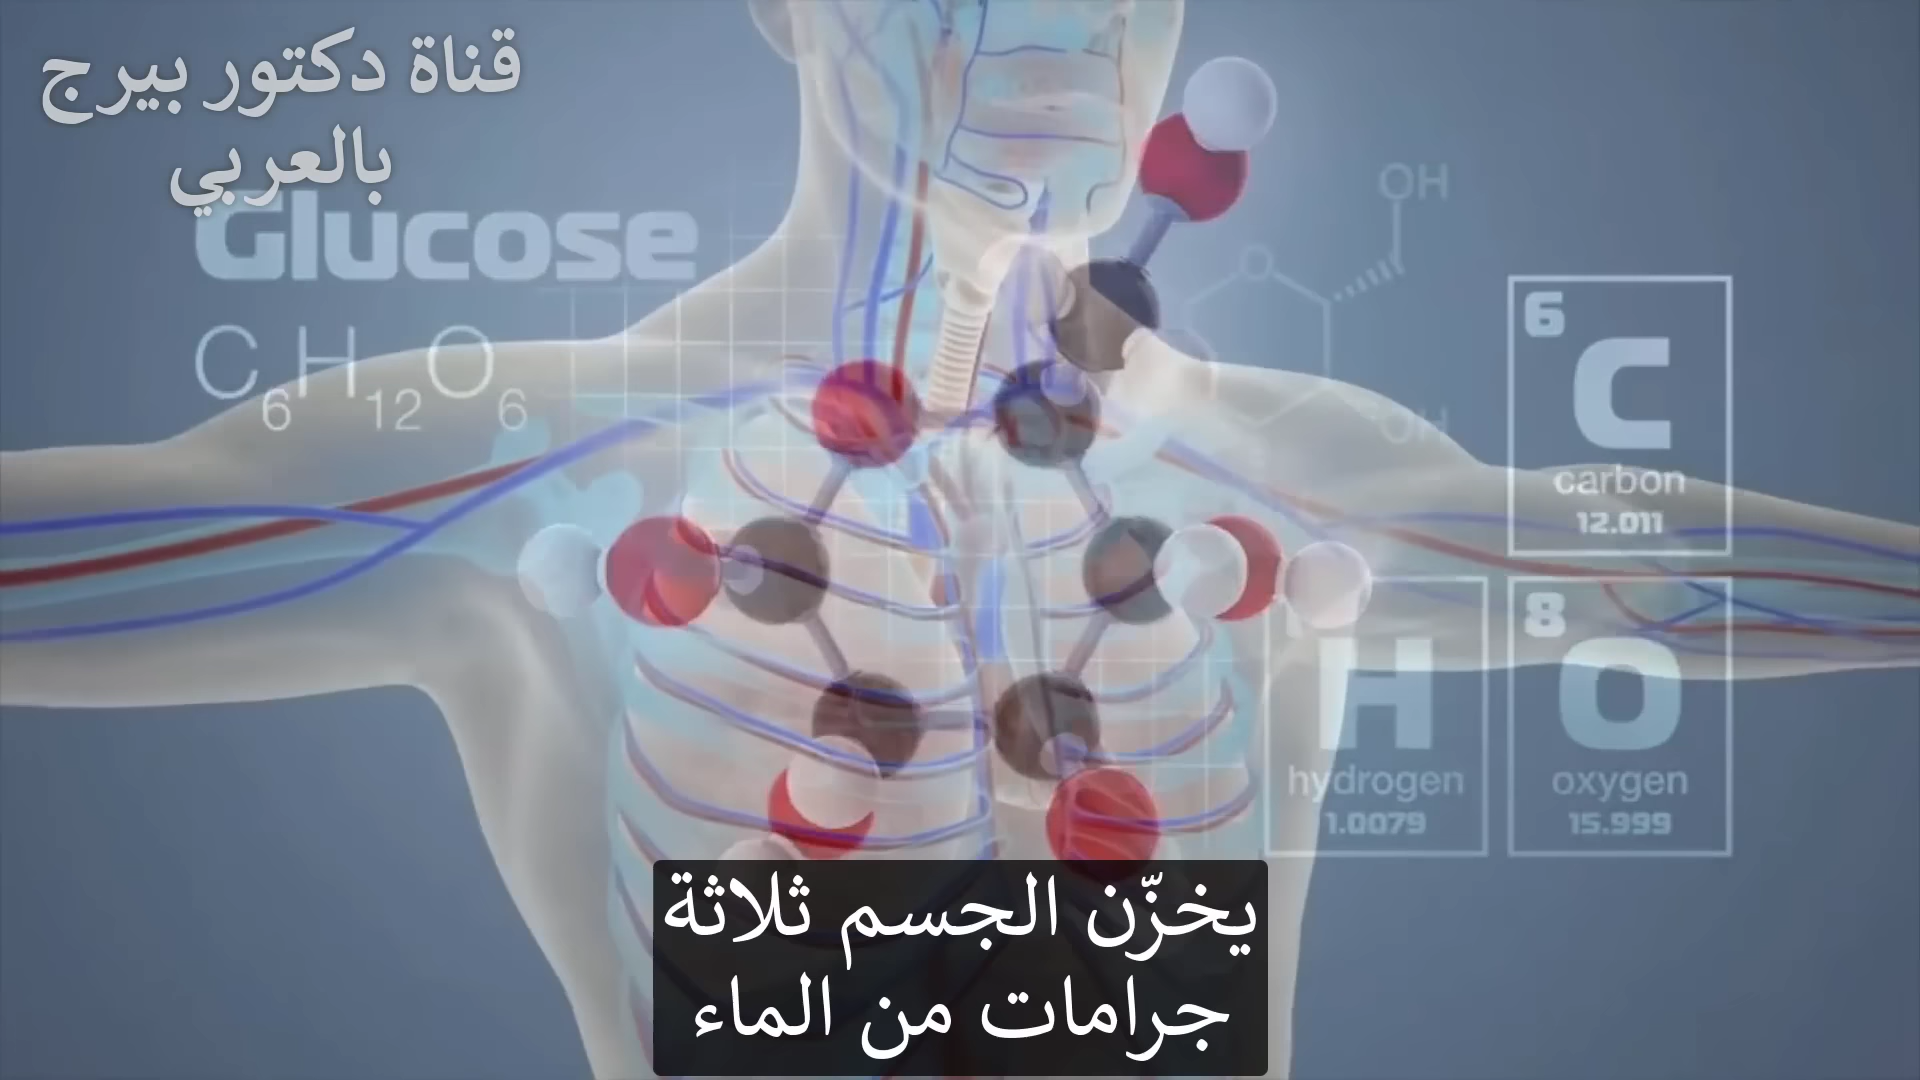 قناة دكتور بيرج
بالعربي
Glucose
C6H12O6
OH
O
OH
6
C
carbon
12.011
H
hydrogen
1.0079
8
O
oxygen
15.999
يخزّن الجسم ثلاثة
جرامات من الماء